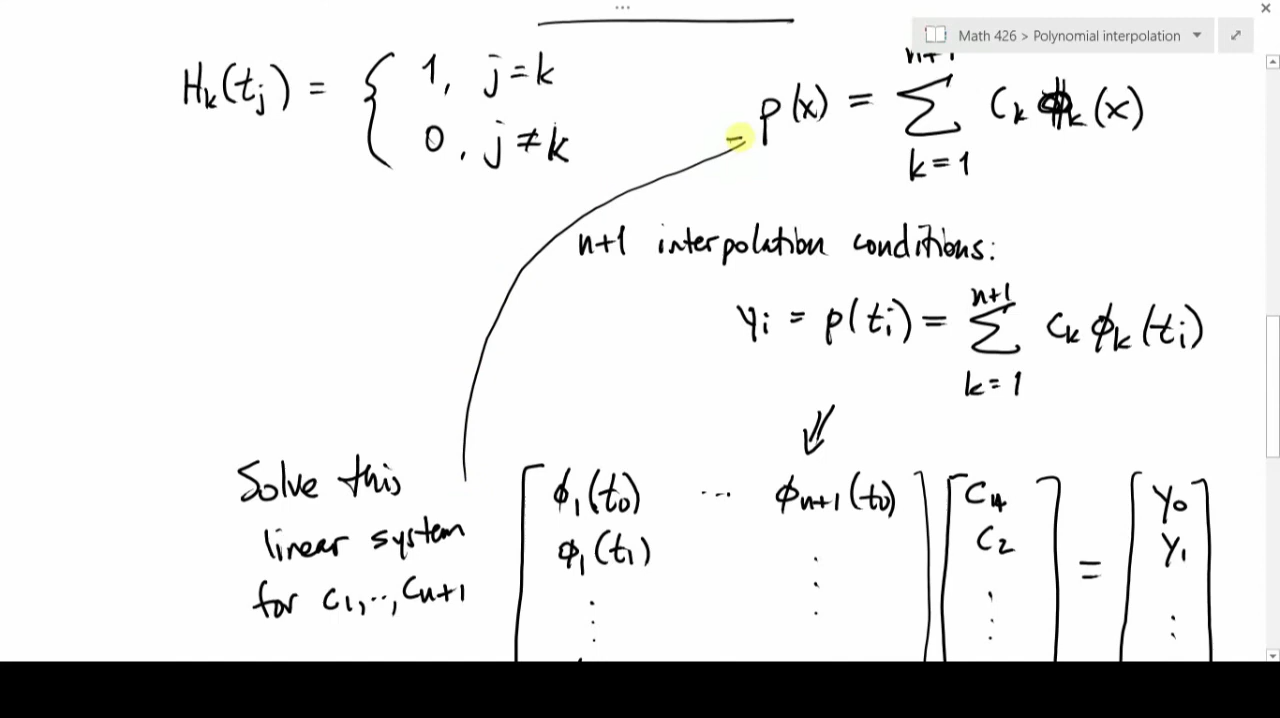 Math 426 > Polynomial interpolation
H_k(t_j) = { 1, j=k
0, j≠k
p(x) = ∑_{k=1}^{n+1} c_k ϕ_k(x)
n+1 interpolation conditions:
y_i = p(t_i) = ∑_{k=1}^{n+1} c_k ϕ_k(t_i)
⇓
Solve this
linear system
for c_1,..,c_{n+1}
[ϕ_1(t_0) ... ϕ_{n+1}(t_0)] [c_1] [y_0]
ϕ_1(t_1) ⋮ c_2 = y_1
⋮ ⋮ ⋮